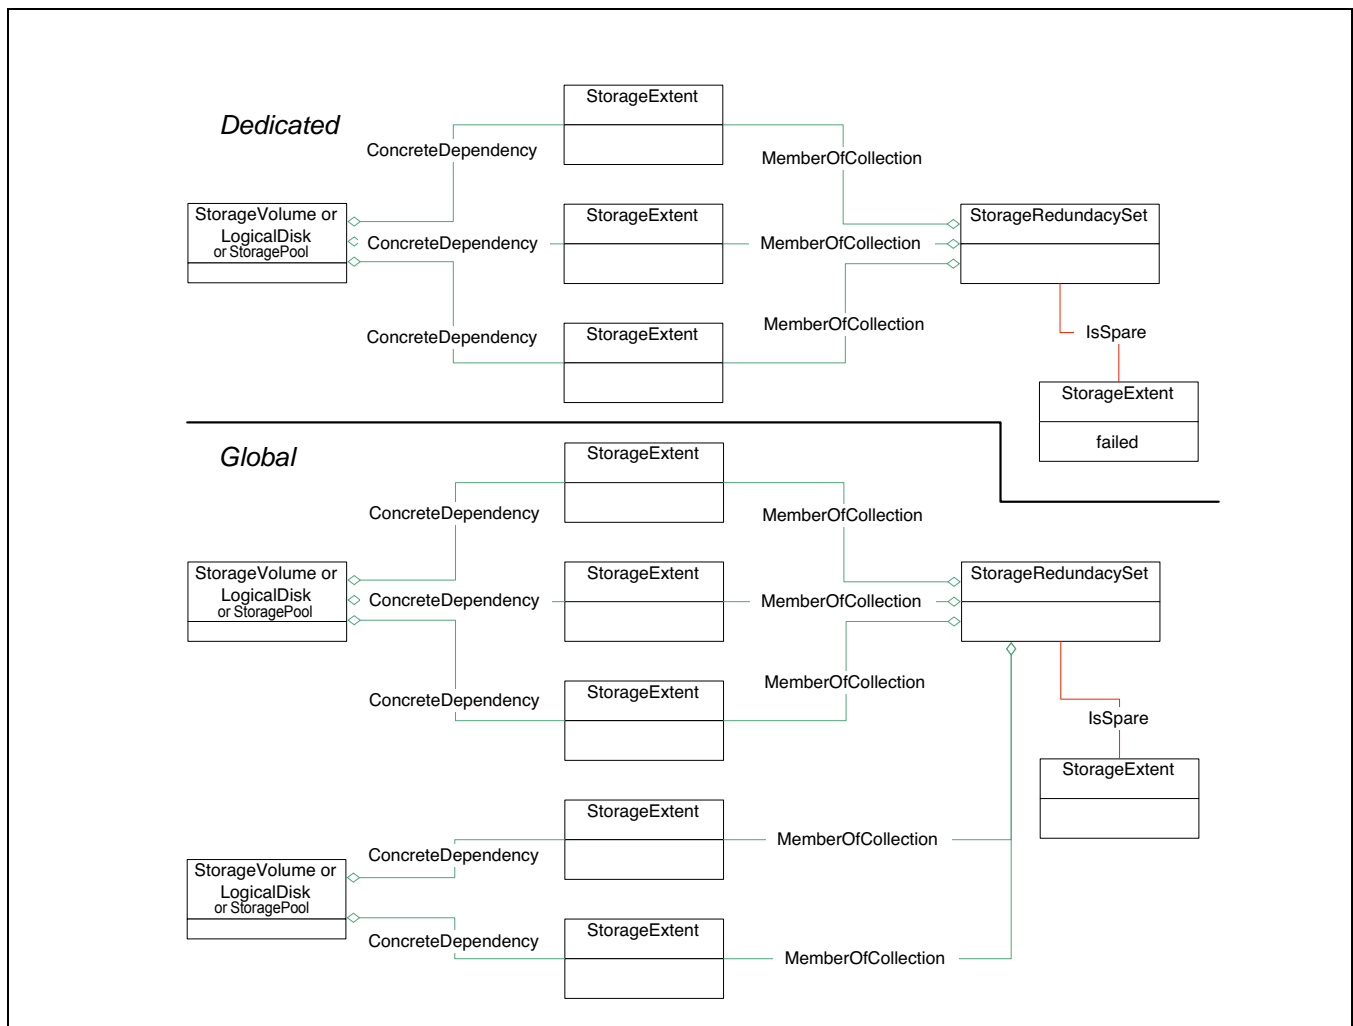 Dedicated
StorageExtent
ConcreteDependency
MemberOfCollection
StorageVolume or
LogicalDisk
or StoragePool
ConcreteDependency
StorageExtent
MemberOfCollection
StorageRedundacySet
ConcreteDependency
StorageExtent
MemberOfCollection
IsSpare
StorageExtent
failed
Global
StorageExtent
ConcreteDependency
MemberOfCollection
StorageVolume or
LogicalDisk
or StoragePool
ConcreteDependency
StorageExtent
MemberOfCollection
StorageRedundacySet
ConcreteDependency
StorageExtent
MemberOfCollection
IsSpare
StorageExtent
StorageExtent
ConcreteDependency
MemberOfCollection
StorageVolume or
LogicalDisk
or StoragePool
ConcreteDependency
StorageExtent
MemberOfCollection